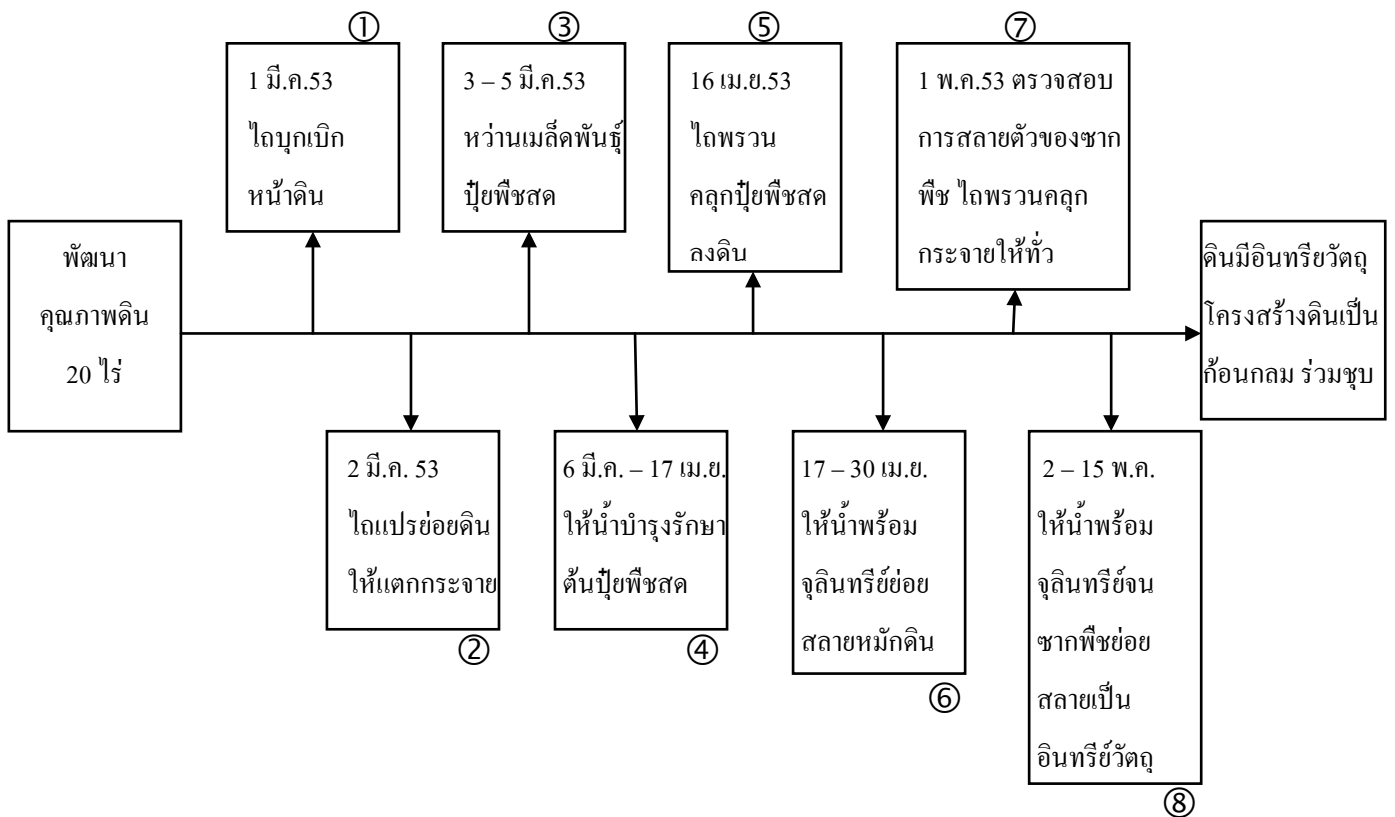 พัฒนา
คุณภาพดิน
20 ไร่
①
1 มี.ค.53
ไถบุกเบิก
หน้าดิน
2 มี.ค. 53
ไถแปรย่อยดิน
ให้แตกกระจาย
②
③
3 – 5 มี.ค.53
หว่านเมล็ดพันธุ์
ปุ๋ยพืชสด
6 มี.ค. – 17 เม.ย.
ให้น้ำบำรุงรักษา
ต้นปุ๋ยพืชสด
④
⑤
16 เม.ย.53
ไถพรวน
คลุกปุ๋ยพืชสด
ลงดิน
17 – 30 เม.ย.
ให้น้ำพร้อม
จุลินทรีย์ย่อย
สลายหมักดิน
⑥
⑦
1 พ.ค.53 ตรวจสอบ
การสลายตัวของซาก
พืช ไถพรวนคลุก
กระจายให้ทั่ว
2 – 15 พ.ค.
ให้น้ำพร้อม
จุลินทรีย์จน
ซากพืชย่อย
สลายเป็น
อินทรีย์วัตถุ
⑧
ดินมีอินทรียวัตถุ
โครงสร้างดินเป็น
ก้อนกลม ร่วมชุบ